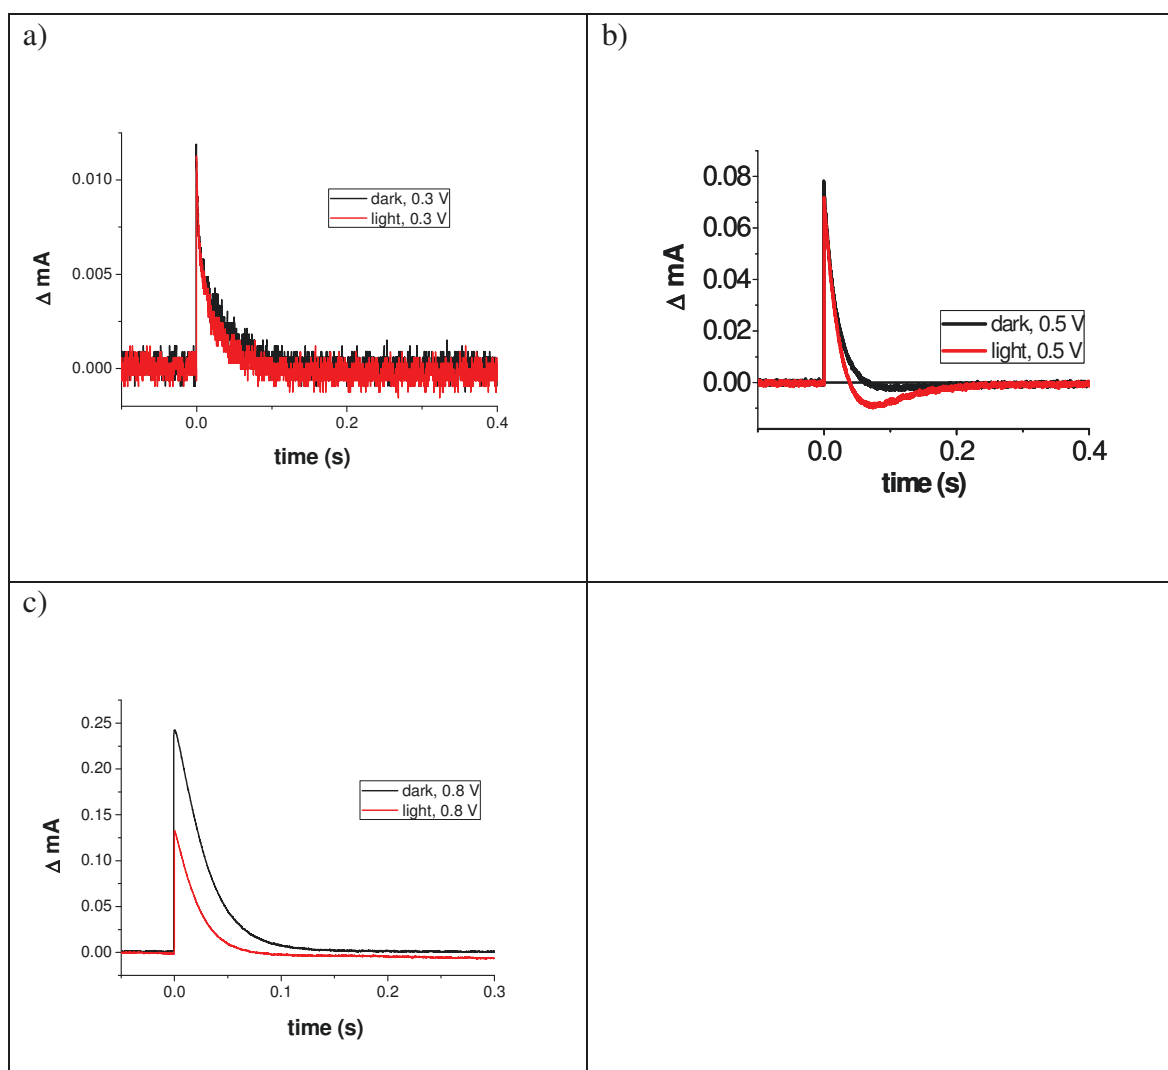 a)
0.010
0.005
0.000
Δ mA
dark, 0.3 V
light, 0.3 V
0.0
0.2
0.4
time (s)
b)
0.08
0.06
0.04
0.02
0.00
Δ mA
dark, 0.5 V
light, 0.5 V
0.0
0.2
0.4
time (s)
c)
0.25
0.20
0.15
0.10
0.05
0.00
Δ mA
dark, 0.8 V
light, 0.8 V
0.0
0.1
0.2
0.3
time (s)